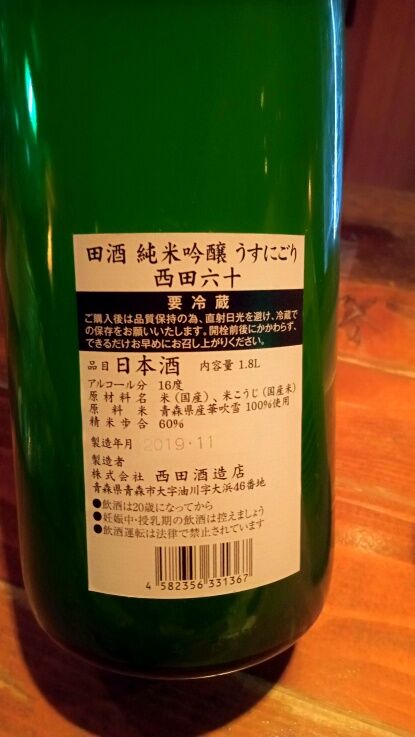 田酒 純米吟醸 うすにごり
西田六十
要冷蔵
ご購入後は品質保持の為、直射日光を避け、冷蔵で
の保存をお願いいたします。開栓前後にかかわらず、
できるだけお早めにお召し上がりください。
品目 日本酒 内容量 1.8L
アルコール分 16度
原材料名 米(国産)、米こうじ(国産米)
原料米 青森県産華吹雪 100%使用
精米歩合 60%
製造年月 2019・11
製造者
株式会社 西田酒造店
青森県青森市大字油川字大浜46番地
●飲酒は20歳になってから
●妊娠中・授乳期の飲酒は控えましょう
●飲酒運転は法律で禁止されています
4 582356 331367